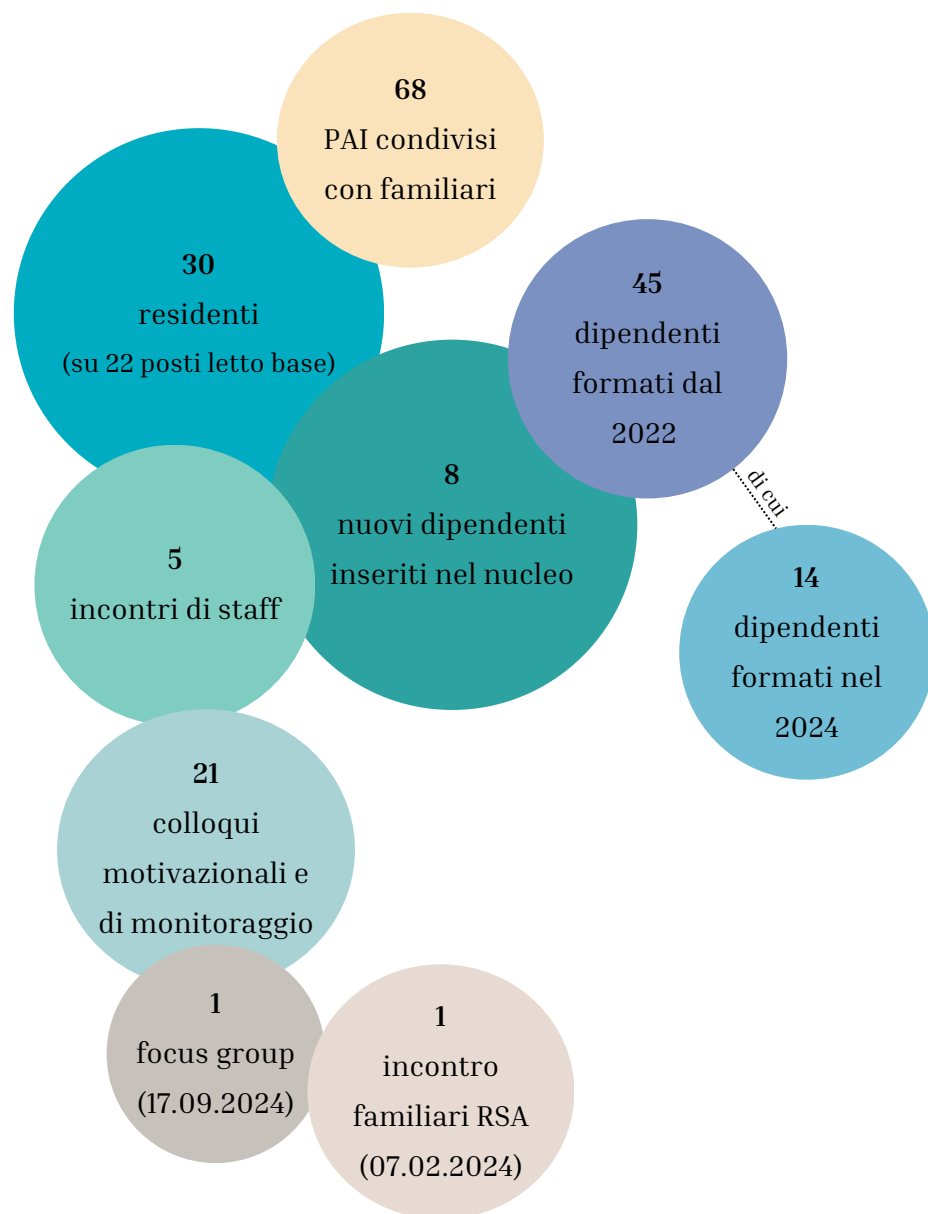 68
PAI condivisi
con familiari
30
residenti
(su 22 posti letto base)
45
dipendenti
formati dal
2022
di cui
14
dipendenti
formati nel
2024
8
nuovi dipendenti
inseriti nel nucleo
5
incontri di staff
21
colloqui
motivazionali e
di monitoraggio
1
focus group
(17.09.2024)
1
incontro
familiari RSA
(07.02.2024)